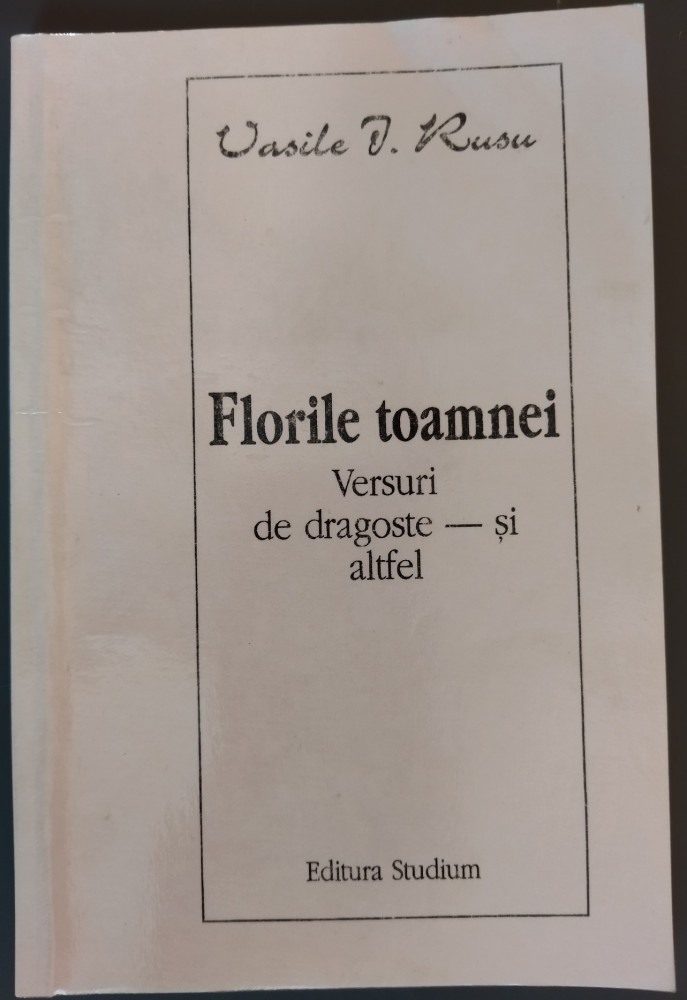 Vasile I. Rusu
Florile toamnei
Versuri
de dragoste — și
altfel
Editura Studium